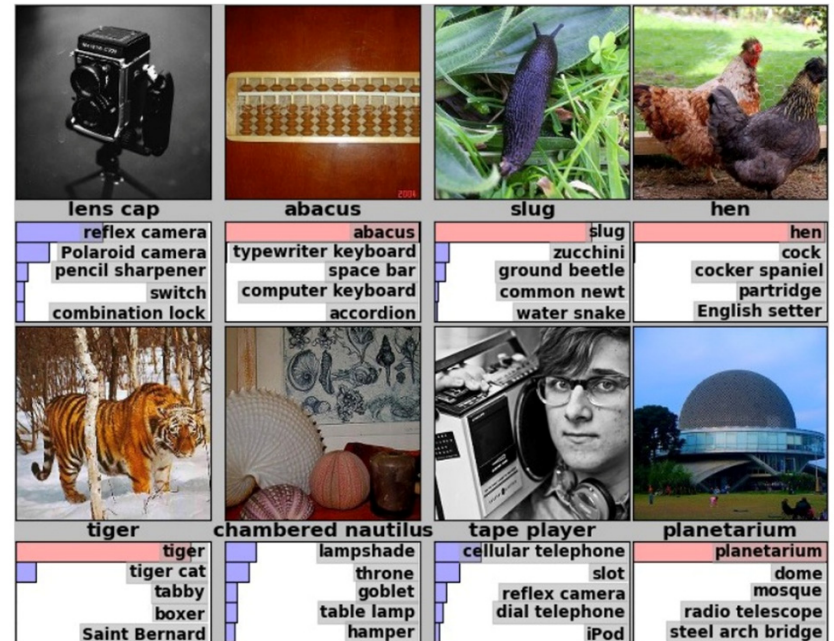 2004
lens cap
abacus
slug
hen
reflex camera
Polaroid camera
pencil sharpener
switch
combination lock
abacus
typewriter keyboard
space bar
computer keyboard
accordion
slug
zucchini
ground beetle
common newt
water snake
hen
cock
cocker spaniel
partridge
English setter
tiger
chambered nautilus
tape player
planetarium
tiger
tiger cat
tabby
boxer
Saint Bernard
lampshade
throne
goblet
table lamp
hamper
cellular telephone
slot
reflex camera
dial telephone
iPod
planetarium
dome
mosque
radio telescope
steel arch bridge